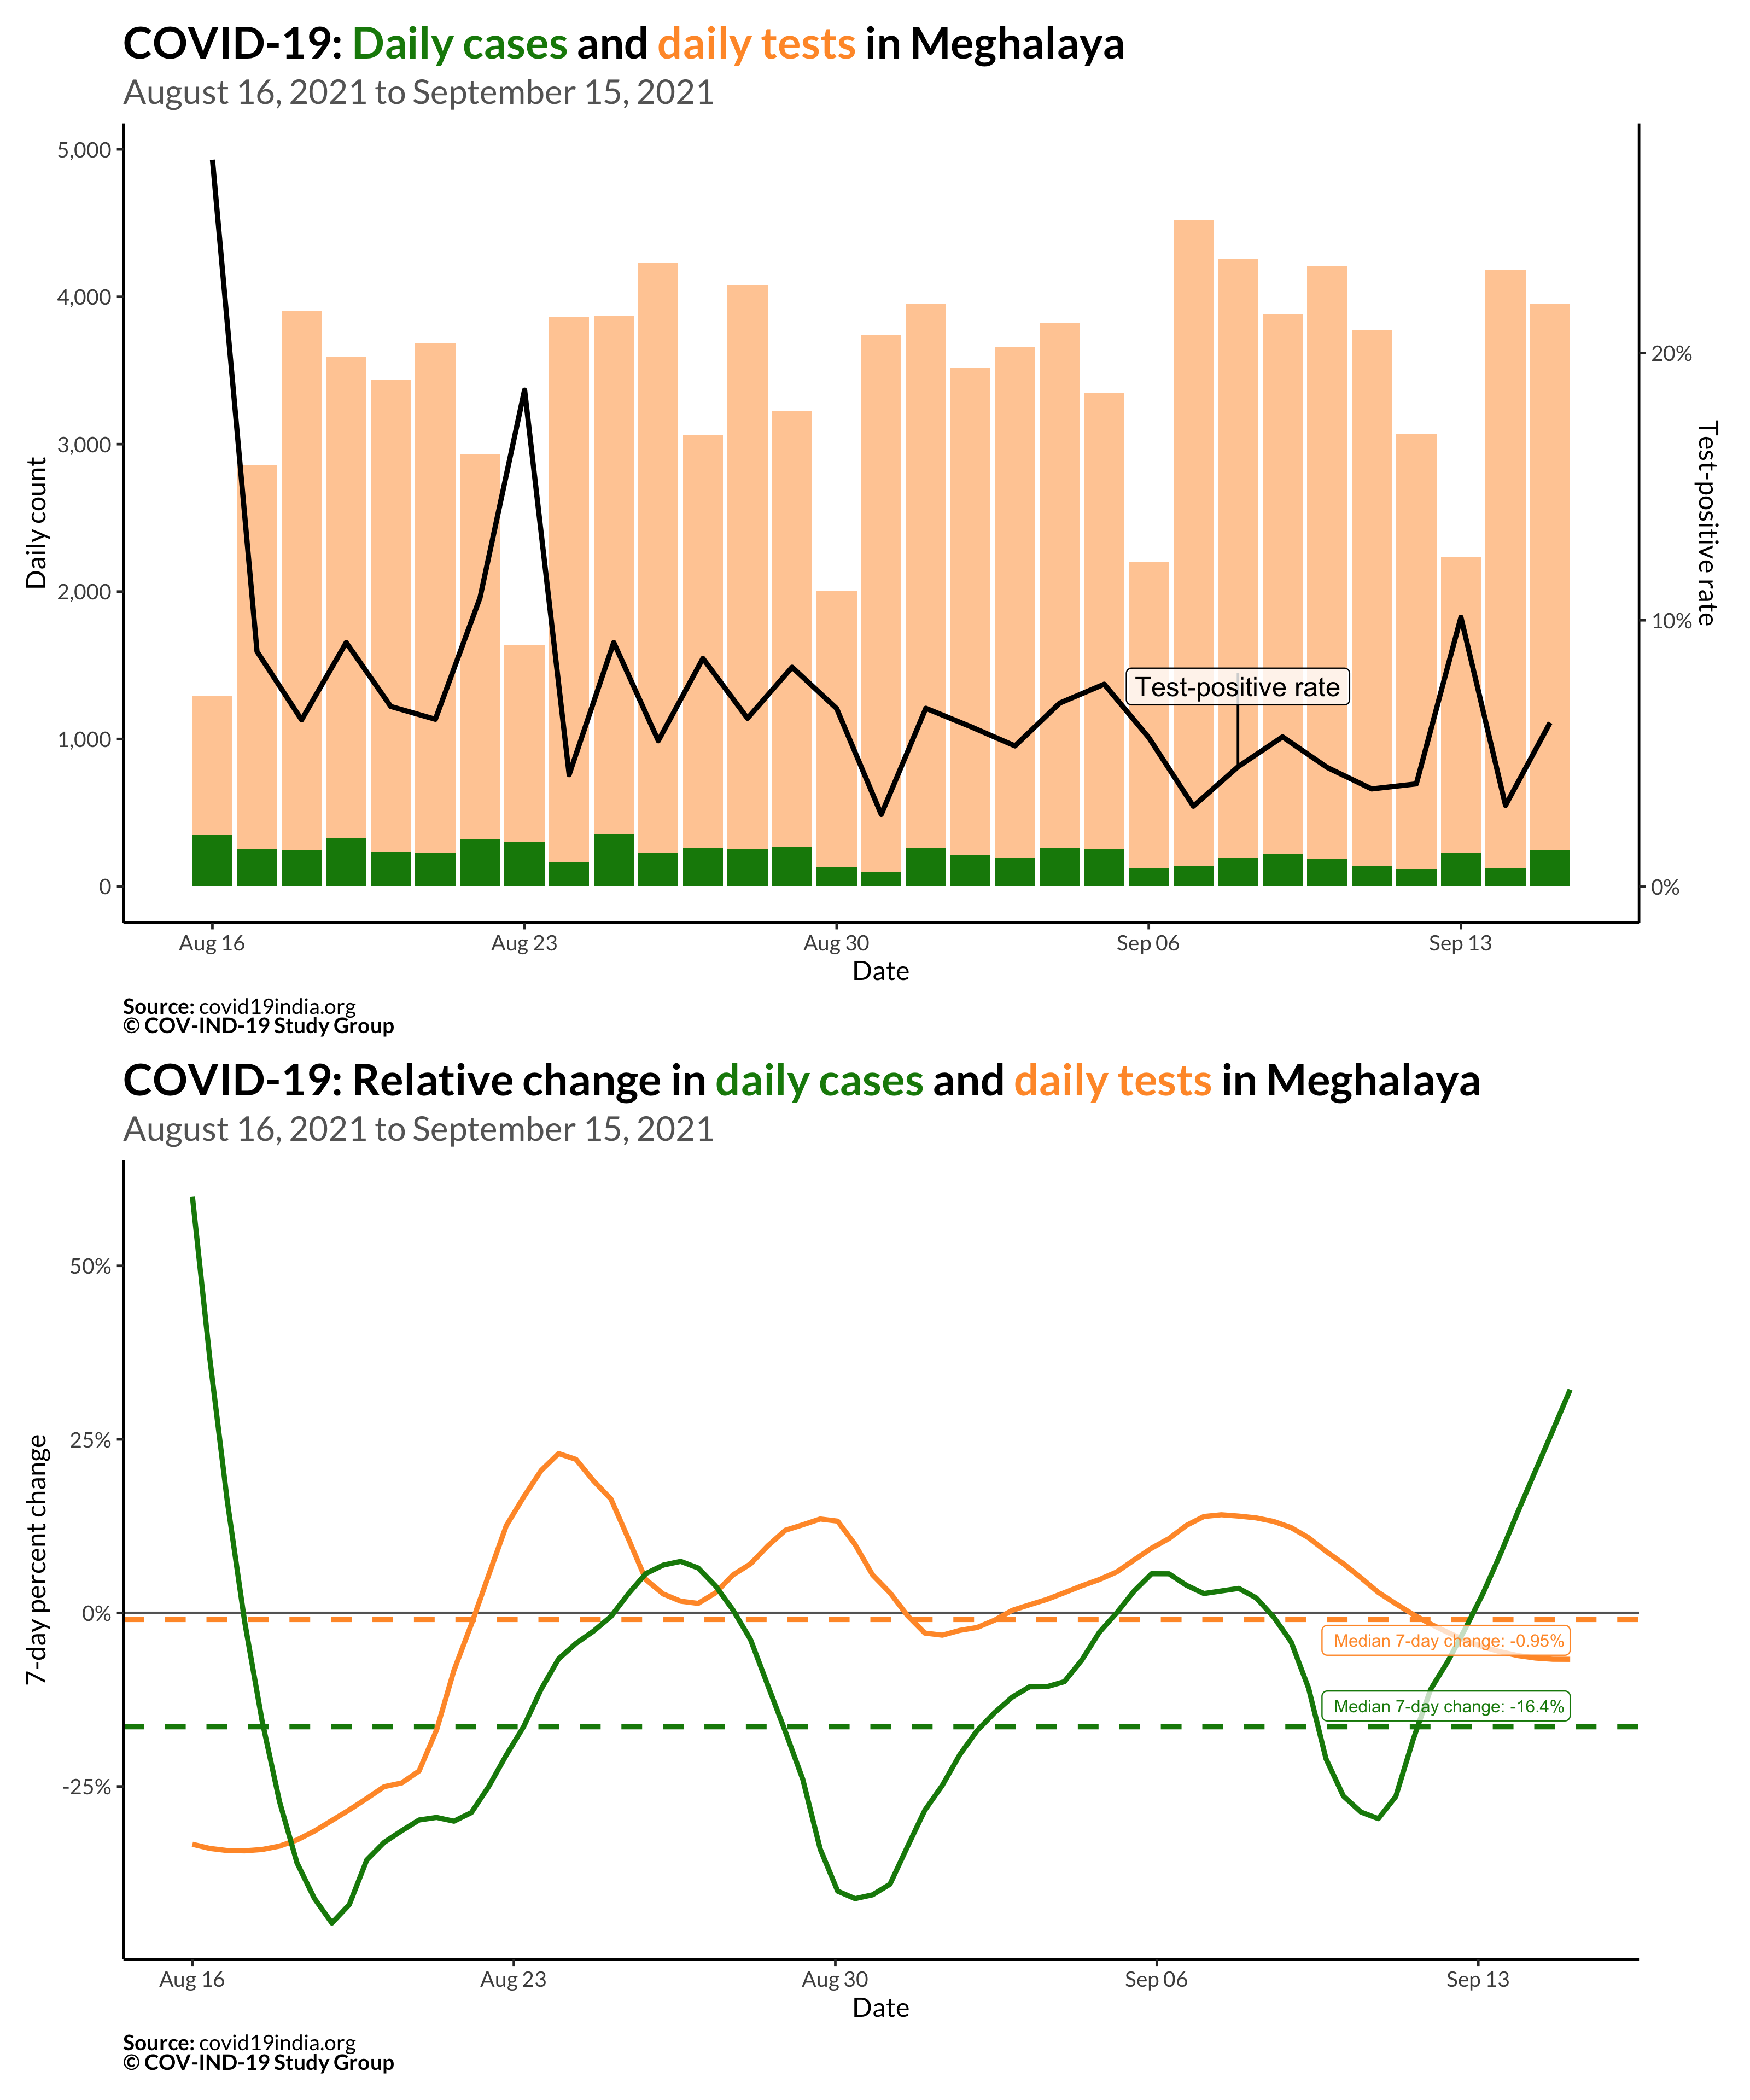 COVID-19: Daily cases and daily tests in Meghalaya
August 16, 2021 to September 15, 2021
5,000
4,000
3,000
2,000
1,000
0
Daily count
20%
10%
0%
Test-positive rate
Test-positive rate
Aug 16
Aug 23
Aug 30
Sep 06
Sep 13
Date
Source: covid19india.org
© COV-IND-19 Study Group
COVID-19: Relative change in daily cases and daily tests in Meghalaya
August 16, 2021 to September 15, 2021
50%
25%
0%
-25%
7-day percent change
Median 7-day change: -0.95%
Median 7-day change: -16.4%
Aug 16
Aug 23
Aug 30
Sep 06
Sep 13
Date
Source: covid19india.org
© COV-IND-19 Study Group